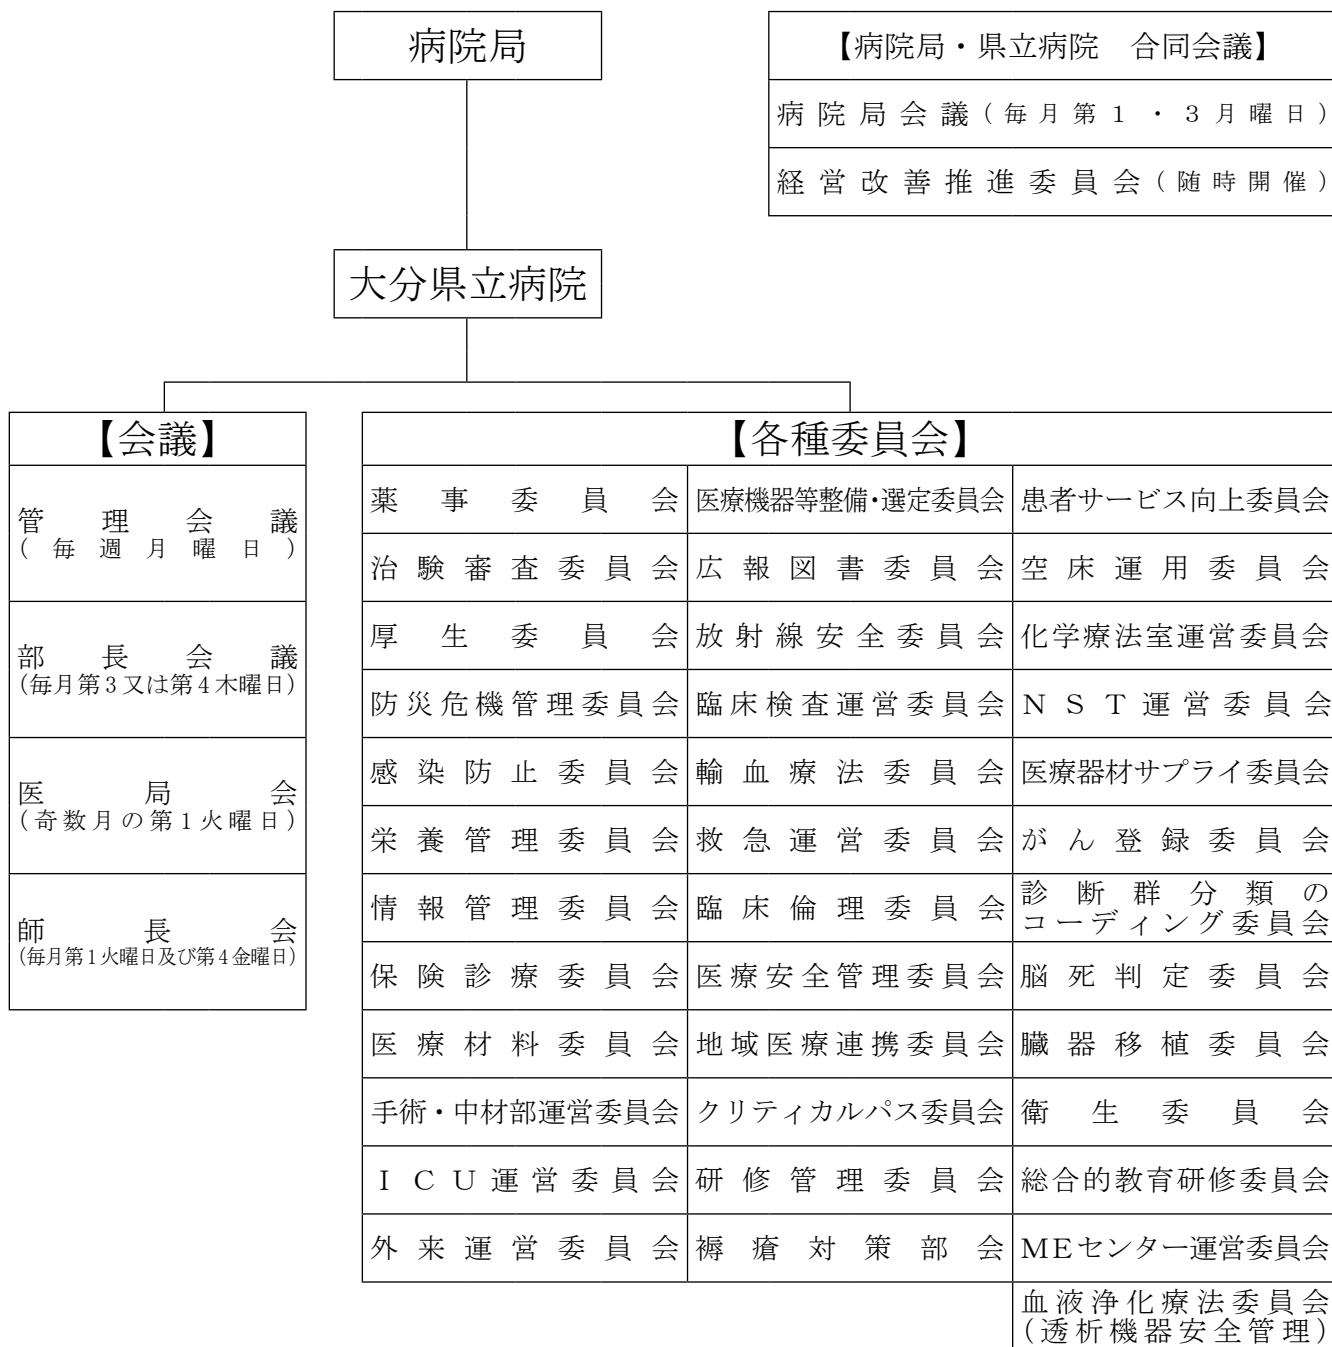 病院局
【病院局・県立病院　合同会議】
病院局会議(毎月第１・３月曜日)
経営改善推進委員会(随時開催)
大分県立病院
【会議】
管理会議
(毎週月曜日)
部長会議
(毎月第3又は第4木曜日)
医局会
(奇数月の第1火曜日)
師長会
(毎月第1火曜日及び第4金曜日)
【各種委員会】
薬事委員会
医療機器等整備・選定委員会
患者サービス向上委員会
治験審査委員会
広報図書委員会
空床運用委員会
厚生委員会
放射線安全委員会
化学療法室運営委員会
防災危機管理委員会
臨床検査運営委員会
ＮＳＴ運営委員会
感染防止委員会
輸血療法委員会
医療器材サプライ委員会
栄養管理委員会
救急運営委員会
がん登録委員会
情報管理委員会
臨床倫理委員会
診断群分類の
コーディング委員会
保険診療委員会
医療安全管理委員会
脳死判定委員会
医療材料委員会
地域医療連携委員会
臓器移植委員会
手術・中材部運営委員会
クリティカルパス委員会
衛生委員会
ＩＣＵ運営委員会
研修管理委員会
総合的教育研修委員会
外来運営委員会
褥瘡対策部会
MEセンター運営委員会
血液浄化療法委員会
(透析機器安全管理)